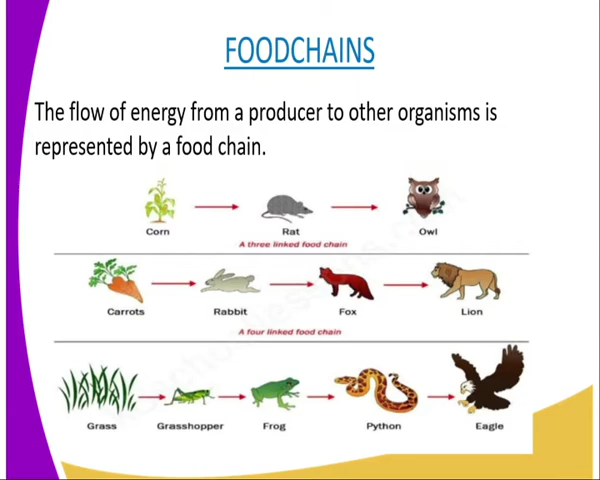 FOODCHAINS
The flow of energy from a producer to other organisms is
represented by a food chain.
Corn Rat Owl
A three linked food chain
Carrots Rabbit Fox Lion
A four linked food chain
Grass Grasshopper Frog Python Eagle